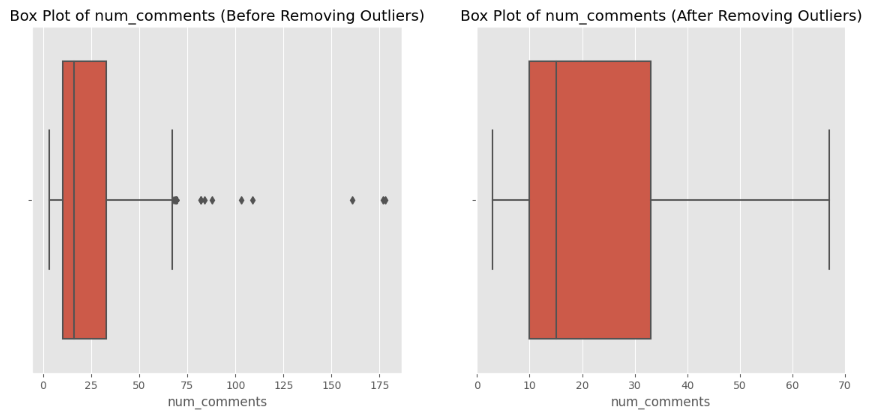 Box Plot of num_comments (Before Removing Outliers)
0 25 50 75 100 125 150 175
num_comments
Box Plot of num_comments (After Removing Outliers)
0 10 20 30 40 50 60 70
num_comments